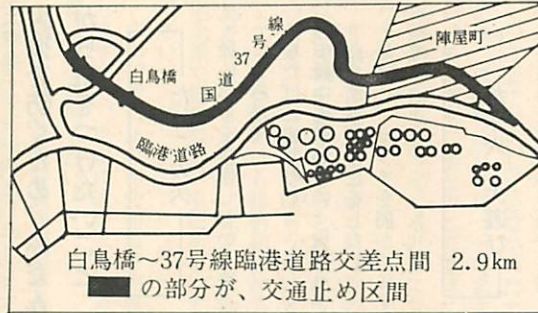 陣屋町
国道37号線
白鳥橋
臨港道路
白鳥橋〜37号線臨港道路交差点間 2.9km
の部分が、交通止め区間